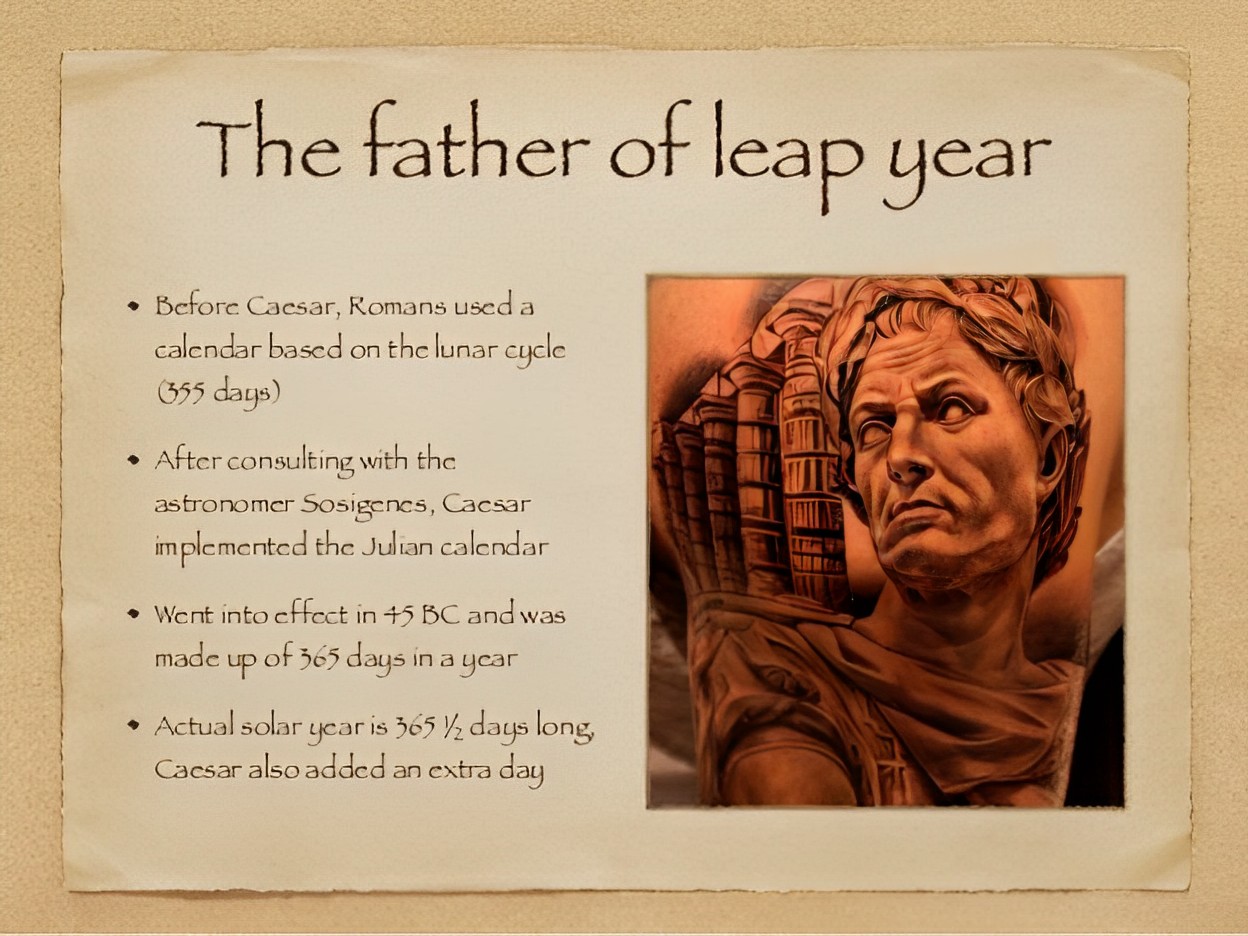 The father of leap year
• Before Caesar, Romans used a
calendar based on the lunar cycle
(355 days)
• After consulting with the
astronomer Sosigenes, Caesar
implemented the Julian calendar
• Went into effect in 45 BC and was
made up of 365 days in a year
• Actual solar year is 365 ½ days long,
Caesar also added an extra day